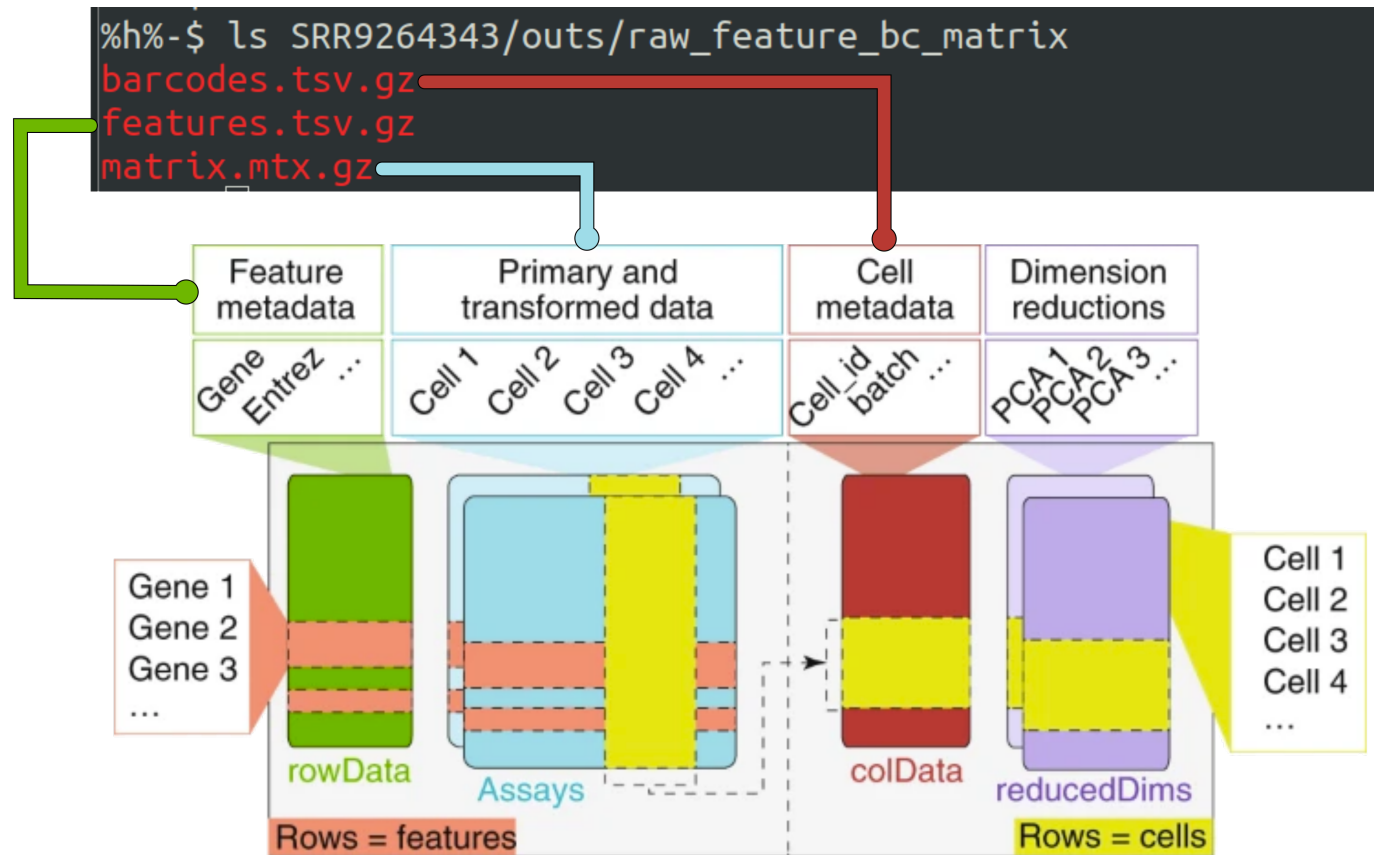 %h%-$ ls SRR9264343/outs/raw_feature_bc_matrix
barcodes.tsv.gz
features.tsv.gz
matrix.mtx.gz
Feature
metadata
Primary and
transformed data
Cell
metadata
Dimension
reductions
Gene
Entrez
...
Cell 1
Cell 2
Cell 3
Cell 4
...
Cell_id
batch
...
PCA 1
PCA 2
PCA 3
...
Gene 1
Gene 2
Gene 3
...
Cell 1
Cell 2
Cell 3
Cell 4
...
rowData
Assays
colData
reducedDims
Rows = features
Rows = cells